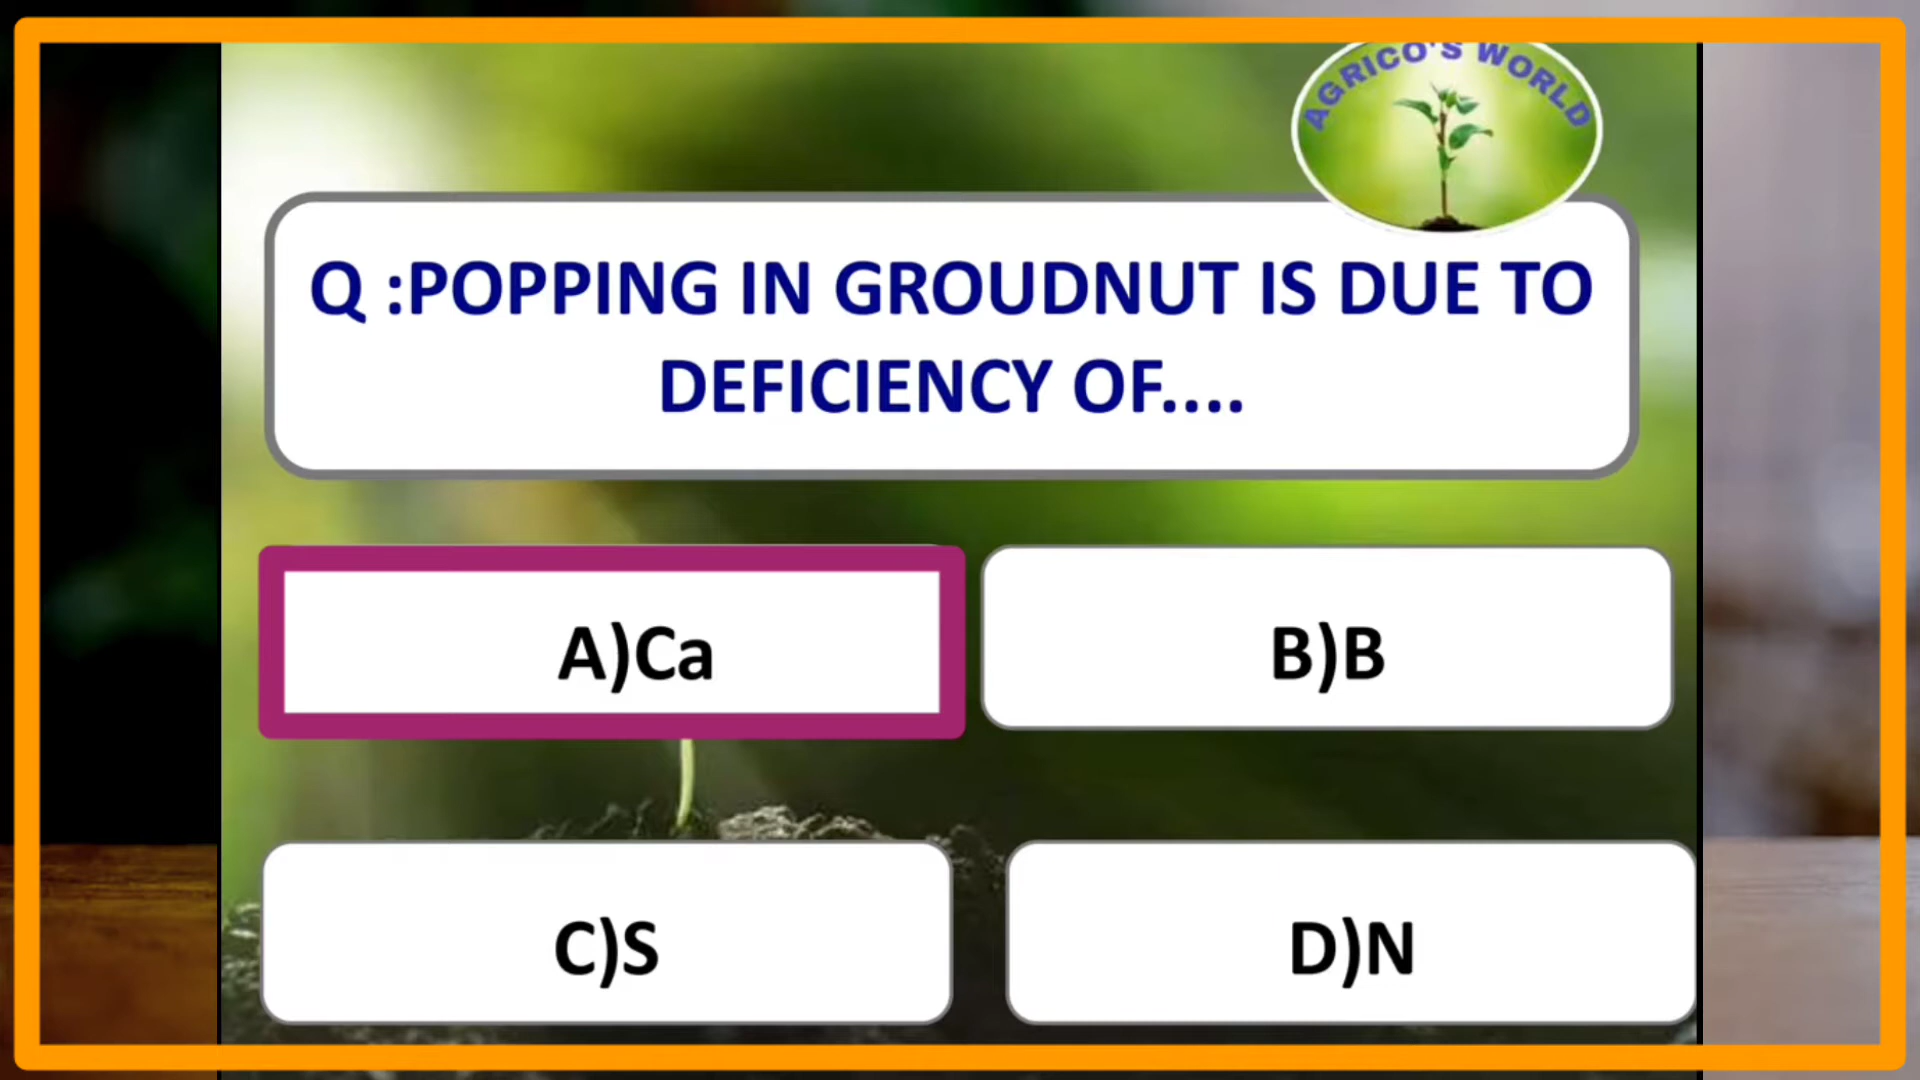 AGRICO'S WORLD
Q :POPPING IN GROUDNUT IS DUE TO
DEFICIENCY OF....
A)Ca
B)B
C)S
D)N